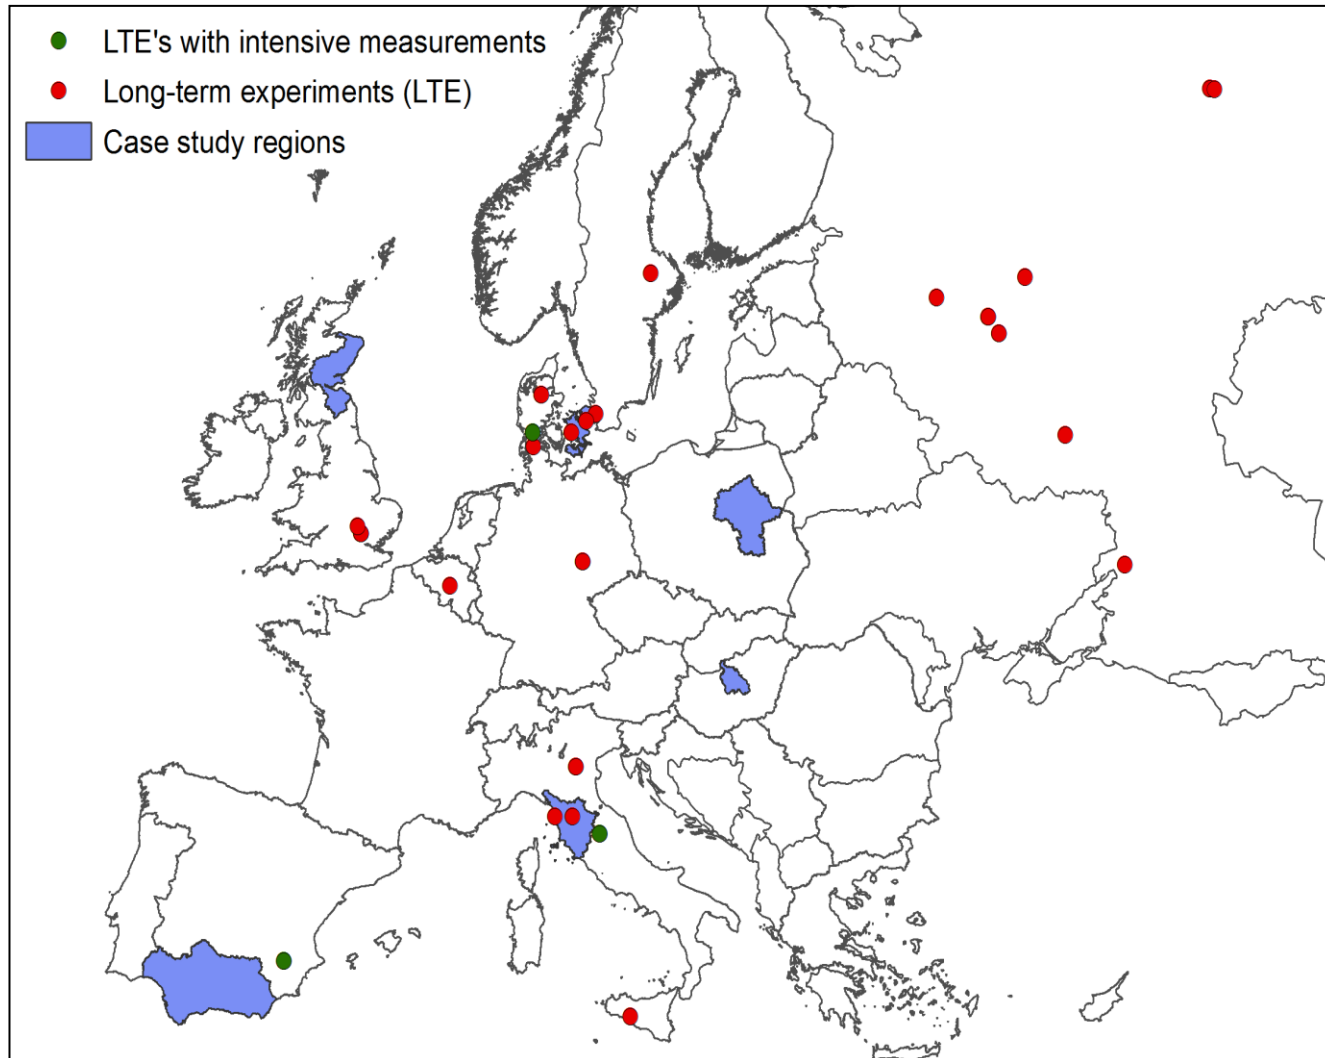 LTE's with intensive measurements
Long-term experiments (LTE)
Case study regions